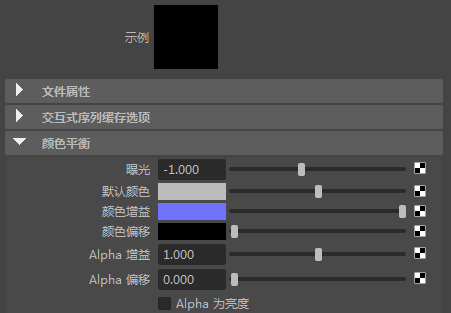 示例
文件属性
交互式序列缓存选项
颜色平衡
曝光 -1.000
默认颜色
颜色增益
颜色偏移
Alpha 增益 1.000
Alpha 偏移 0.000
Alpha 为亮度